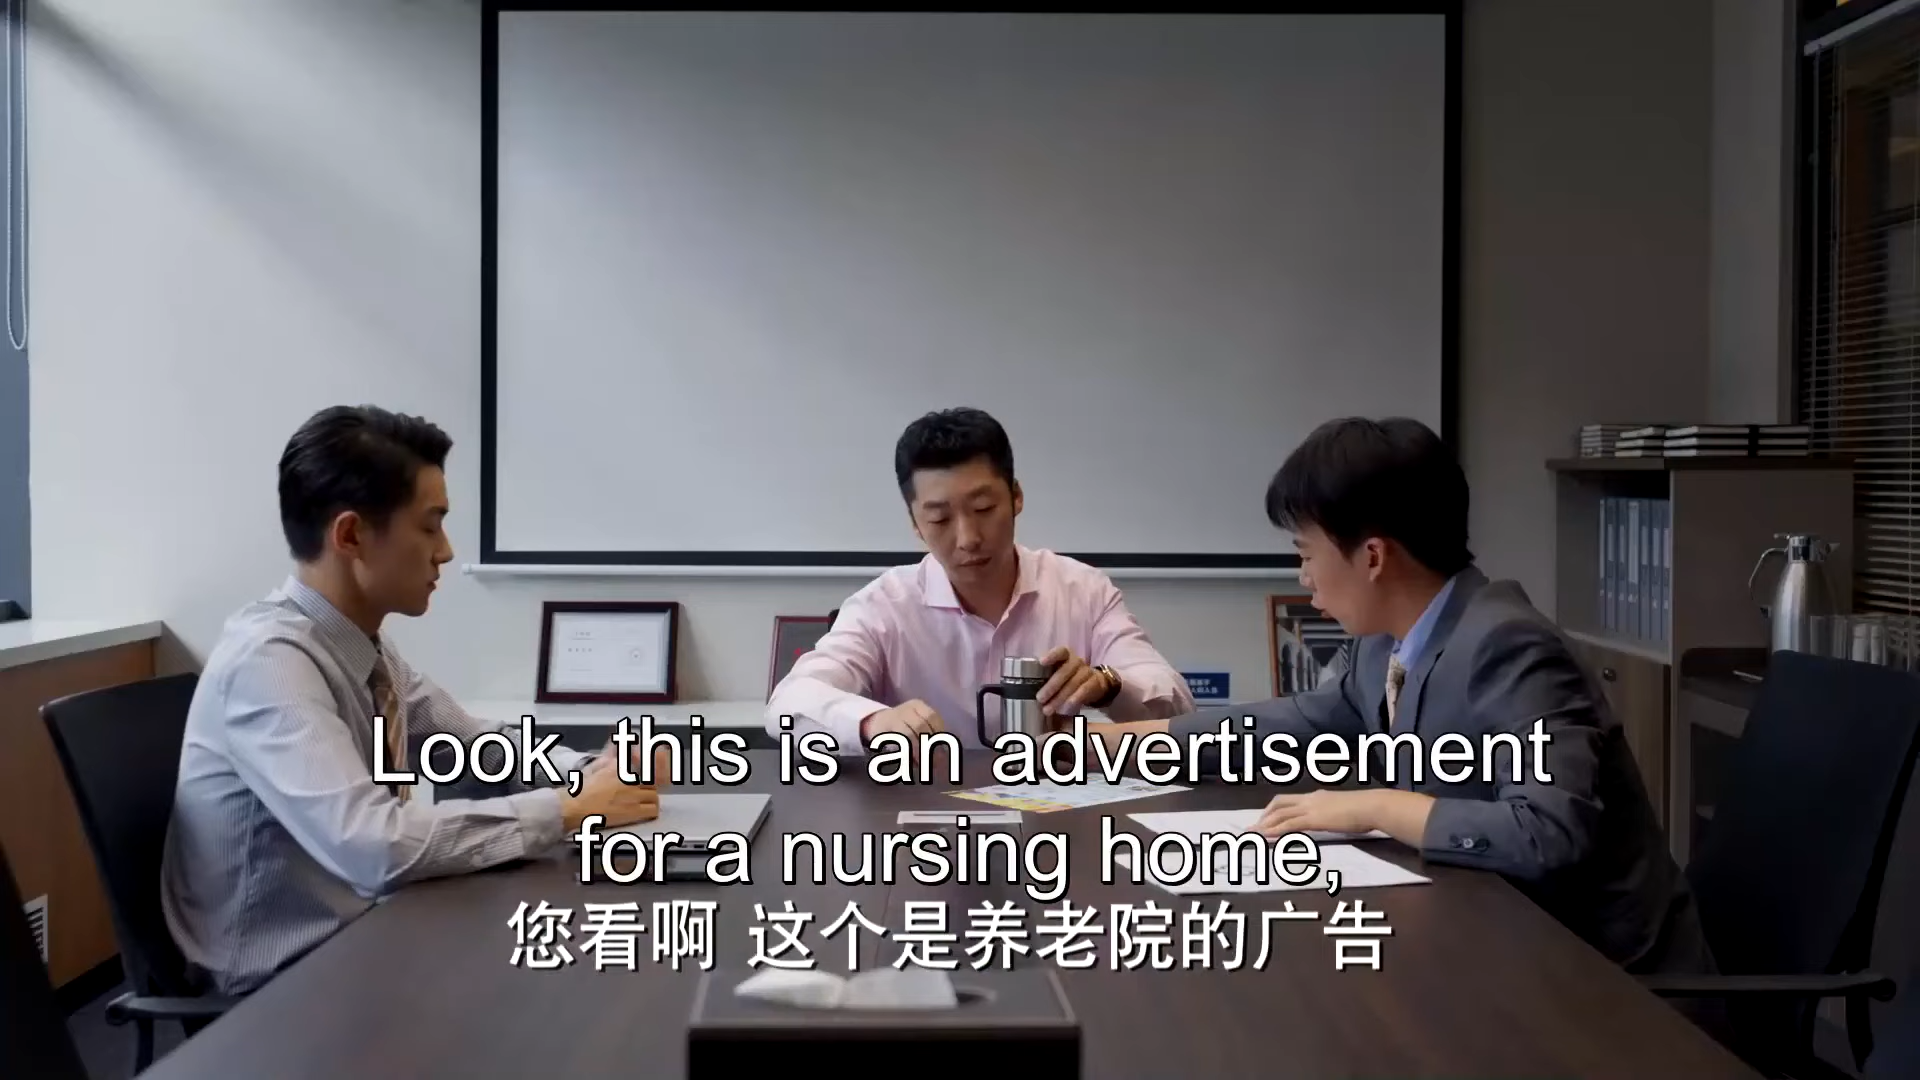 Look, this is an advertisement
for a nursing home,
您看啊 这个是养老院的广告